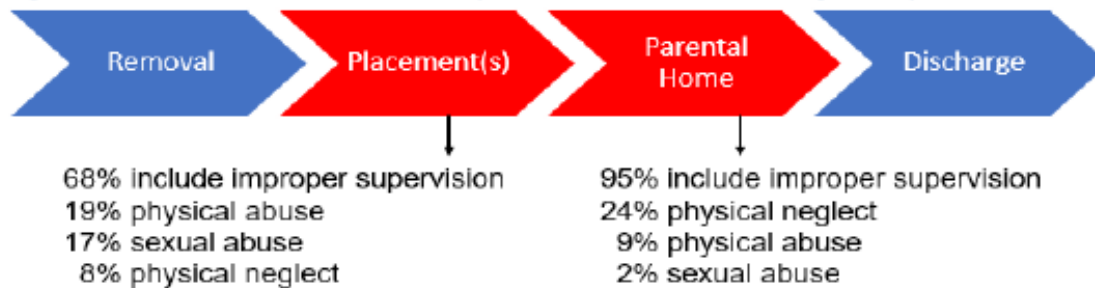 Removal
Placement(s)
Parental
Home
Discharge
68% include improper supervision
19% physical abuse
17% sexual abuse
8% physical neglect
95% include improper supervision
24% physical neglect
9% physical abuse
2% sexual abuse